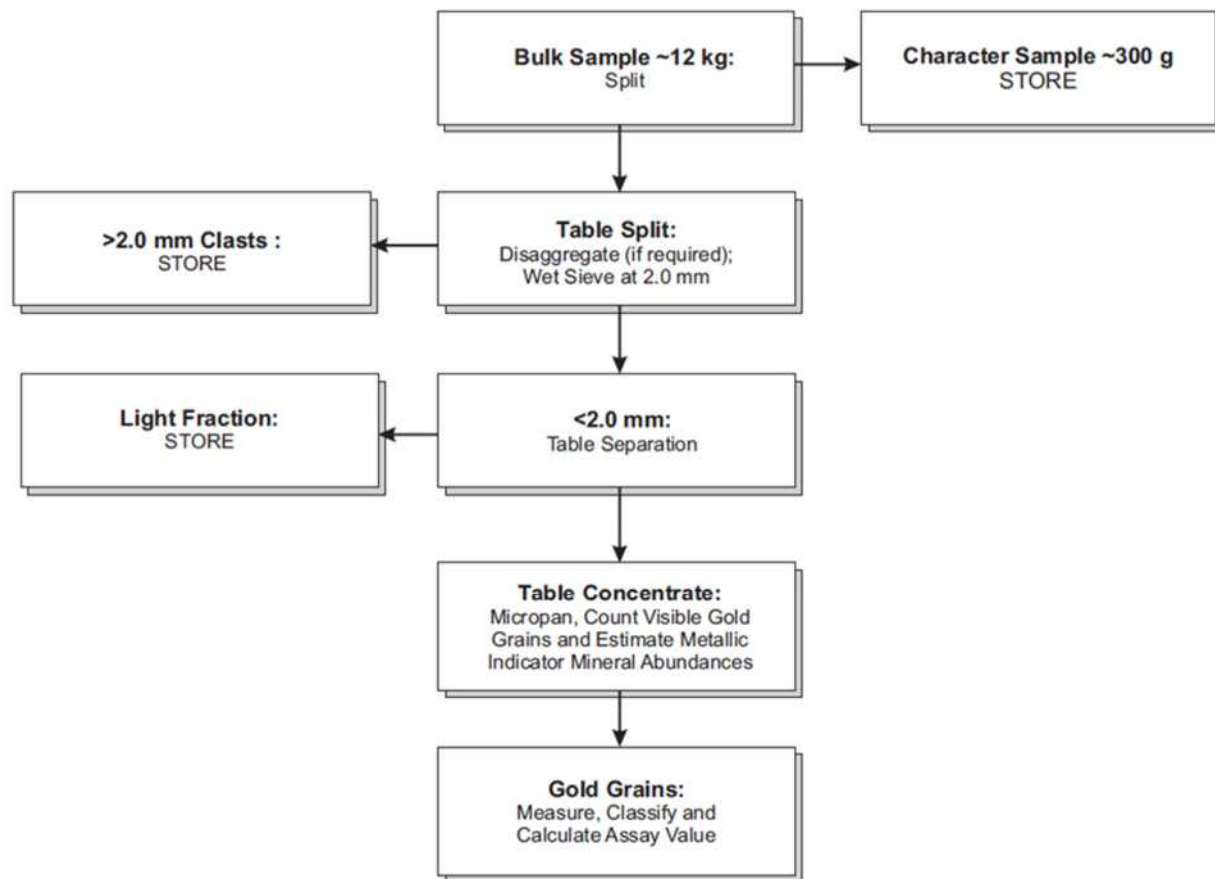 Bulk Sample ~12 kg:
Split
Character Sample ~300 g
STORE
>2.0 mm Clasts :
STORE
Table Split:
Disaggregate (if required);
Wet Sieve at 2.0 mm
Light Fraction:
STORE
<2.0 mm:
Table Separation
Table Concentrate:
Micropan, Count Visible Gold
Grains and Estimate Metallic
Indicator Mineral Abundances
Gold Grains:
Measure, Classify and
Calculate Assay Value